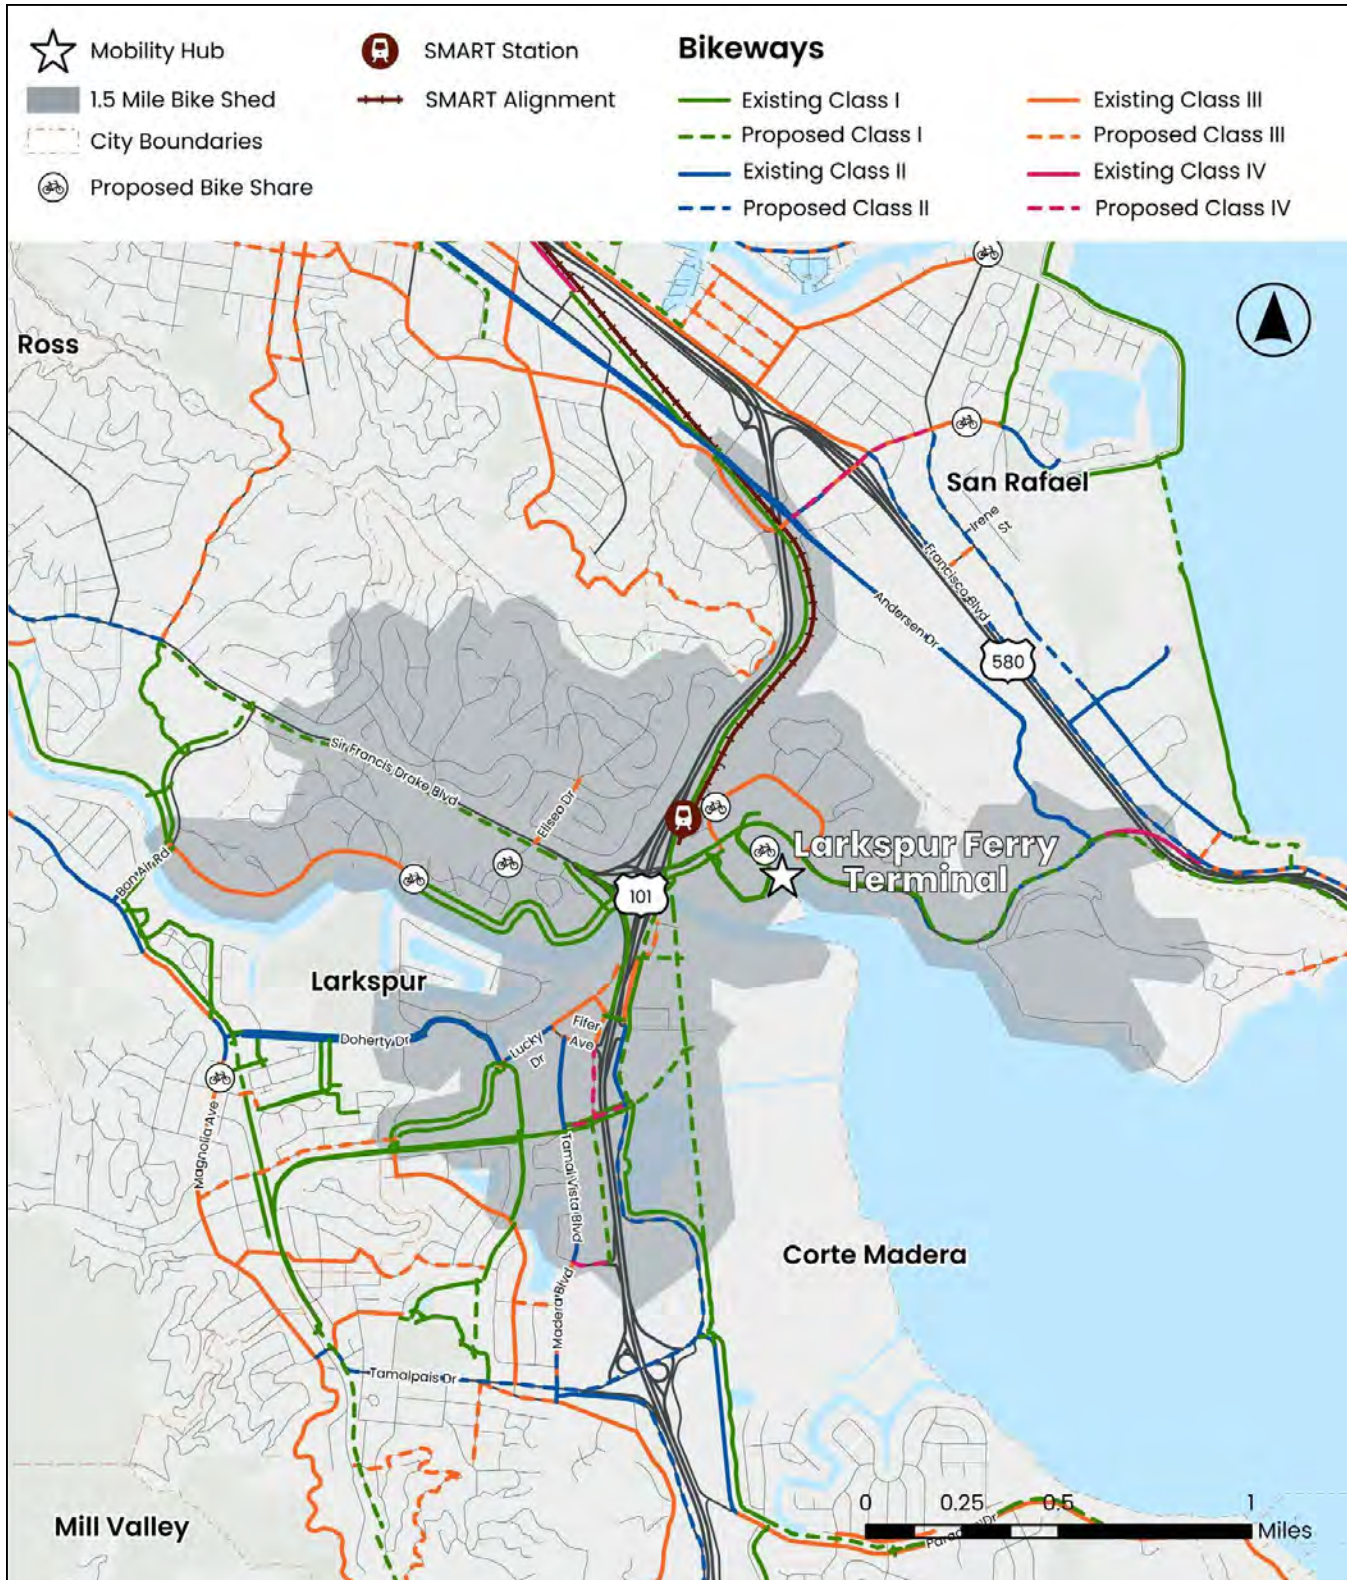 Mobility Hub
SMART Station
Bikeways
1.5 Mile Bike Shed
SMART Alignment
Existing Class I
Existing Class III
City Boundaries
Proposed Class I
Proposed Class III
Proposed Bike Share
Existing Class II
Existing Class IV
Proposed Class II
Proposed Class IV
Ross
San Rafael
Irene
St
Francisco Blvd
Andersen Dr
580
Sir Francis Drake Blvd
Eliseo Dr
Larkspur Ferry
Terminal
Bon Air Rd
101
Larkspur
Fifer
Ave
Doherty Dr
Lucky
Dr
Magnolia Ave
Tamal Vista Blvd
Corte Madera
Madera Blvd
Tamalpais Dr
0
0.25
0.5
1
Miles
Paradise Dr
Mill Valley